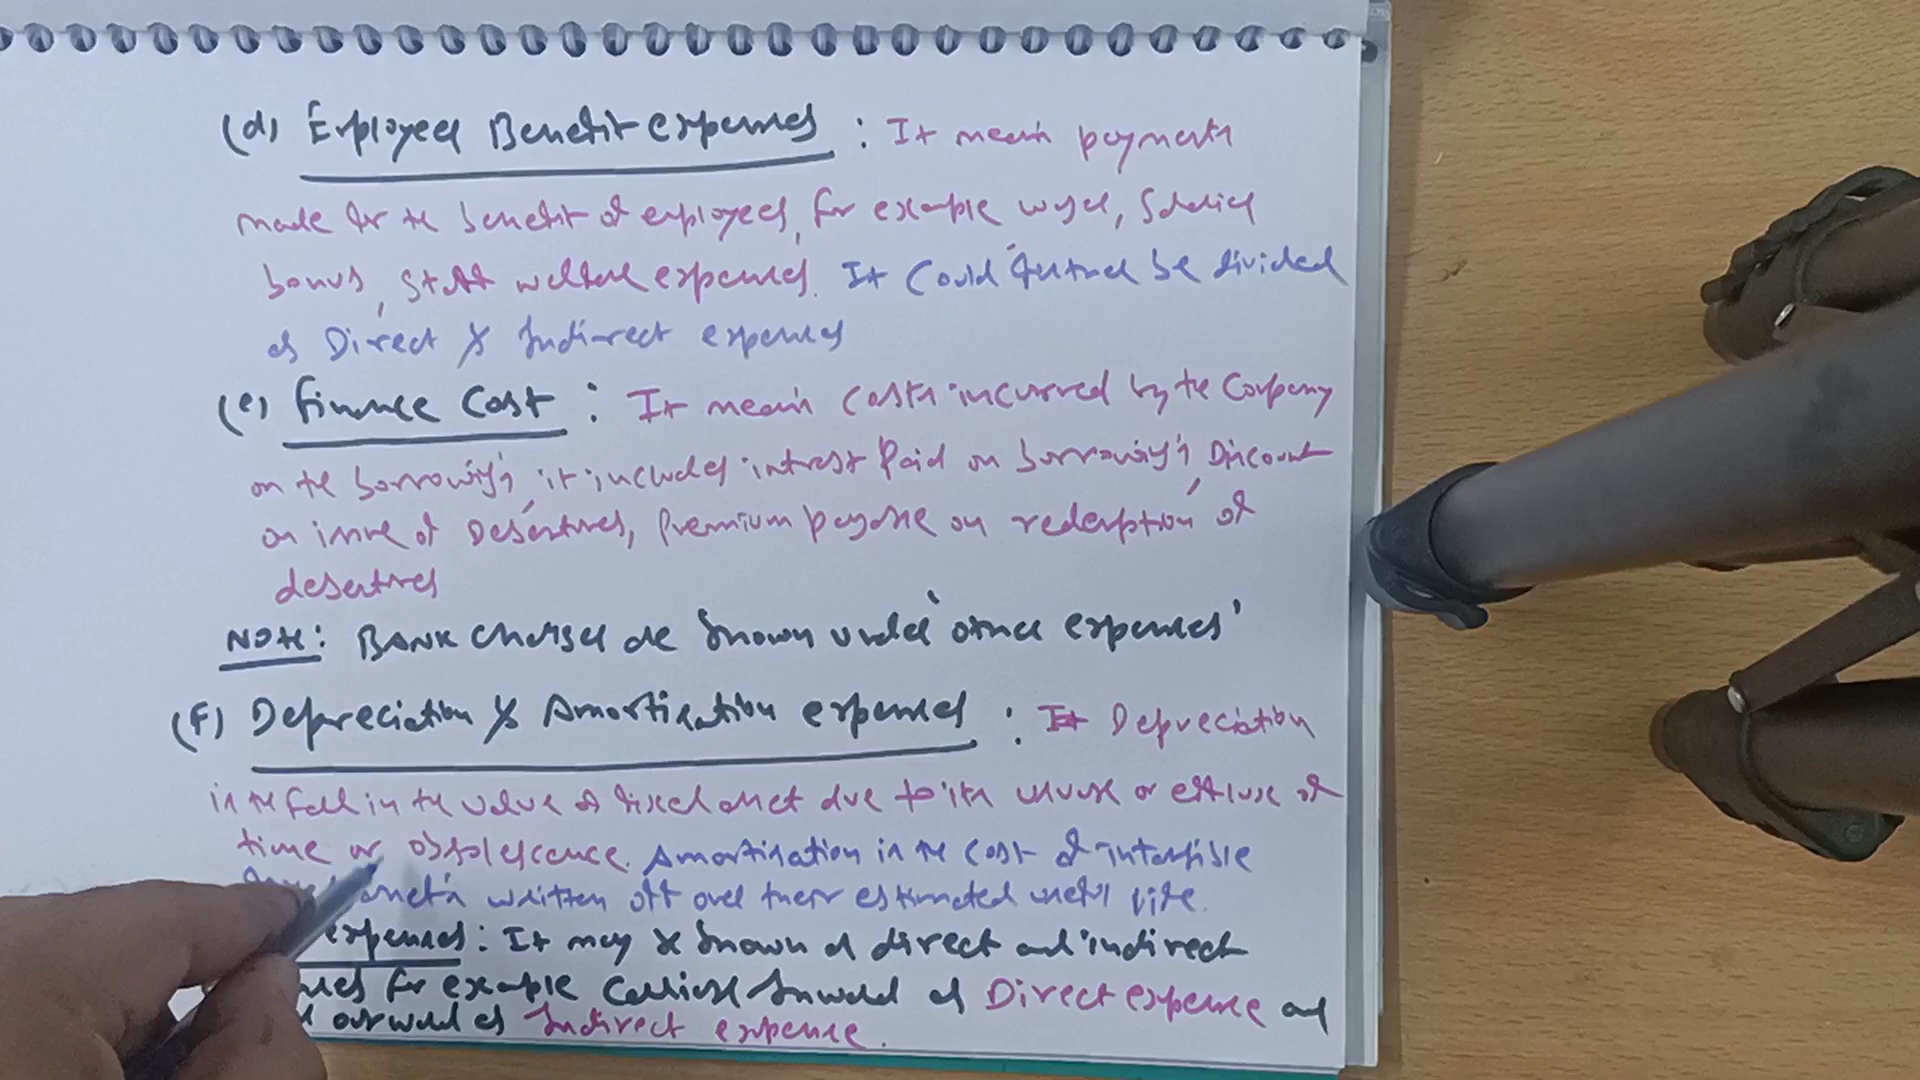 (d) Employees Benefit expenses : It means payments
made for the benefit of employees, for example wages, Salaries
bonus, Staff welfare expenses. It Could further be divided
as Direct & Indirect expenses
(e) Finance Cost : It means Costs incurred by the Company
on the borrowings, it includes interest Paid on borrowings, Discount
on issue of Debentures, Premium payable on redemption of
debentures
NOTE: BANK Charges are Shown under 'other expenses'
(F) Depreciation & Amortisation expenses : It Depreciation
is the fall in the value of fixed asset due to its ususe or efflux of
time or obsolescence. Amortisation is the cost of intangible
written off over their estimated useful life.
expenses: It may be Shown as direct and indirect
for example Carriage Inward as Direct expense and
outward as Indirect expense.